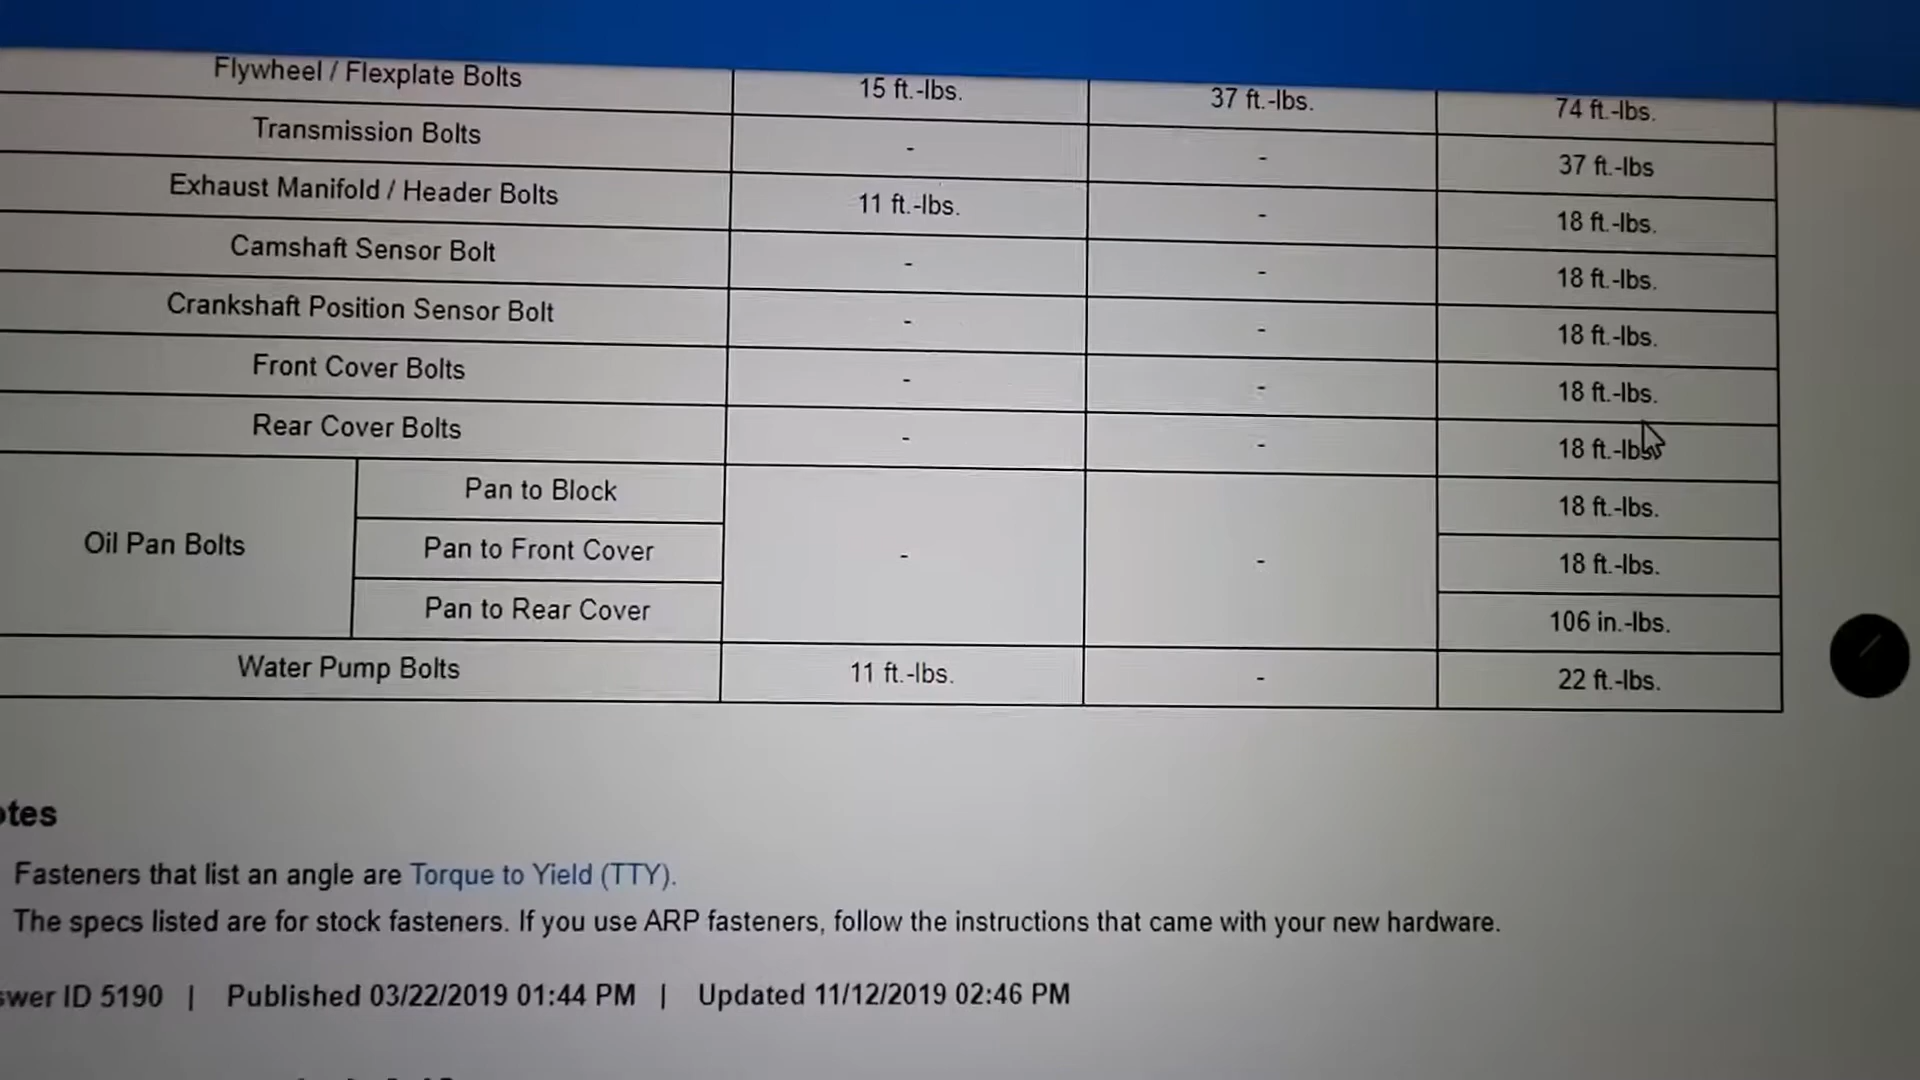 Flywheel / Flexplate Bolts 15 ft.-lbs. 37 ft.-lbs. 74 ft.-lbs.
Transmission Bolts - - 37 ft.-lbs
Exhaust Manifold / Header Bolts 11 ft.-lbs. - 18 ft.-lbs.
Camshaft Sensor Bolt - - 18 ft.-lbs.
Crankshaft Position Sensor Bolt - - 18 ft.-lbs.
Front Cover Bolts - - 18 ft.-lbs.
Rear Cover Bolts - - 18 ft.-lbs.
Oil Pan Bolts - -
Pan to Block 18 ft.-lbs.
Pan to Front Cover 18 ft.-lbs.
Pan to Rear Cover 106 in.-lbs.
Water Pump Bolts 11 ft.-lbs. - 22 ft.-lbs.
otes
Fasteners that list an angle are Torque to Yield (TTY).
The specs listed are for stock fasteners. If you use ARP fasteners, follow the instructions that came with your new hardware.
swer ID 5190 | Published 03/22/2019 01:44 PM | Updated 11/12/2019 02:46 PM